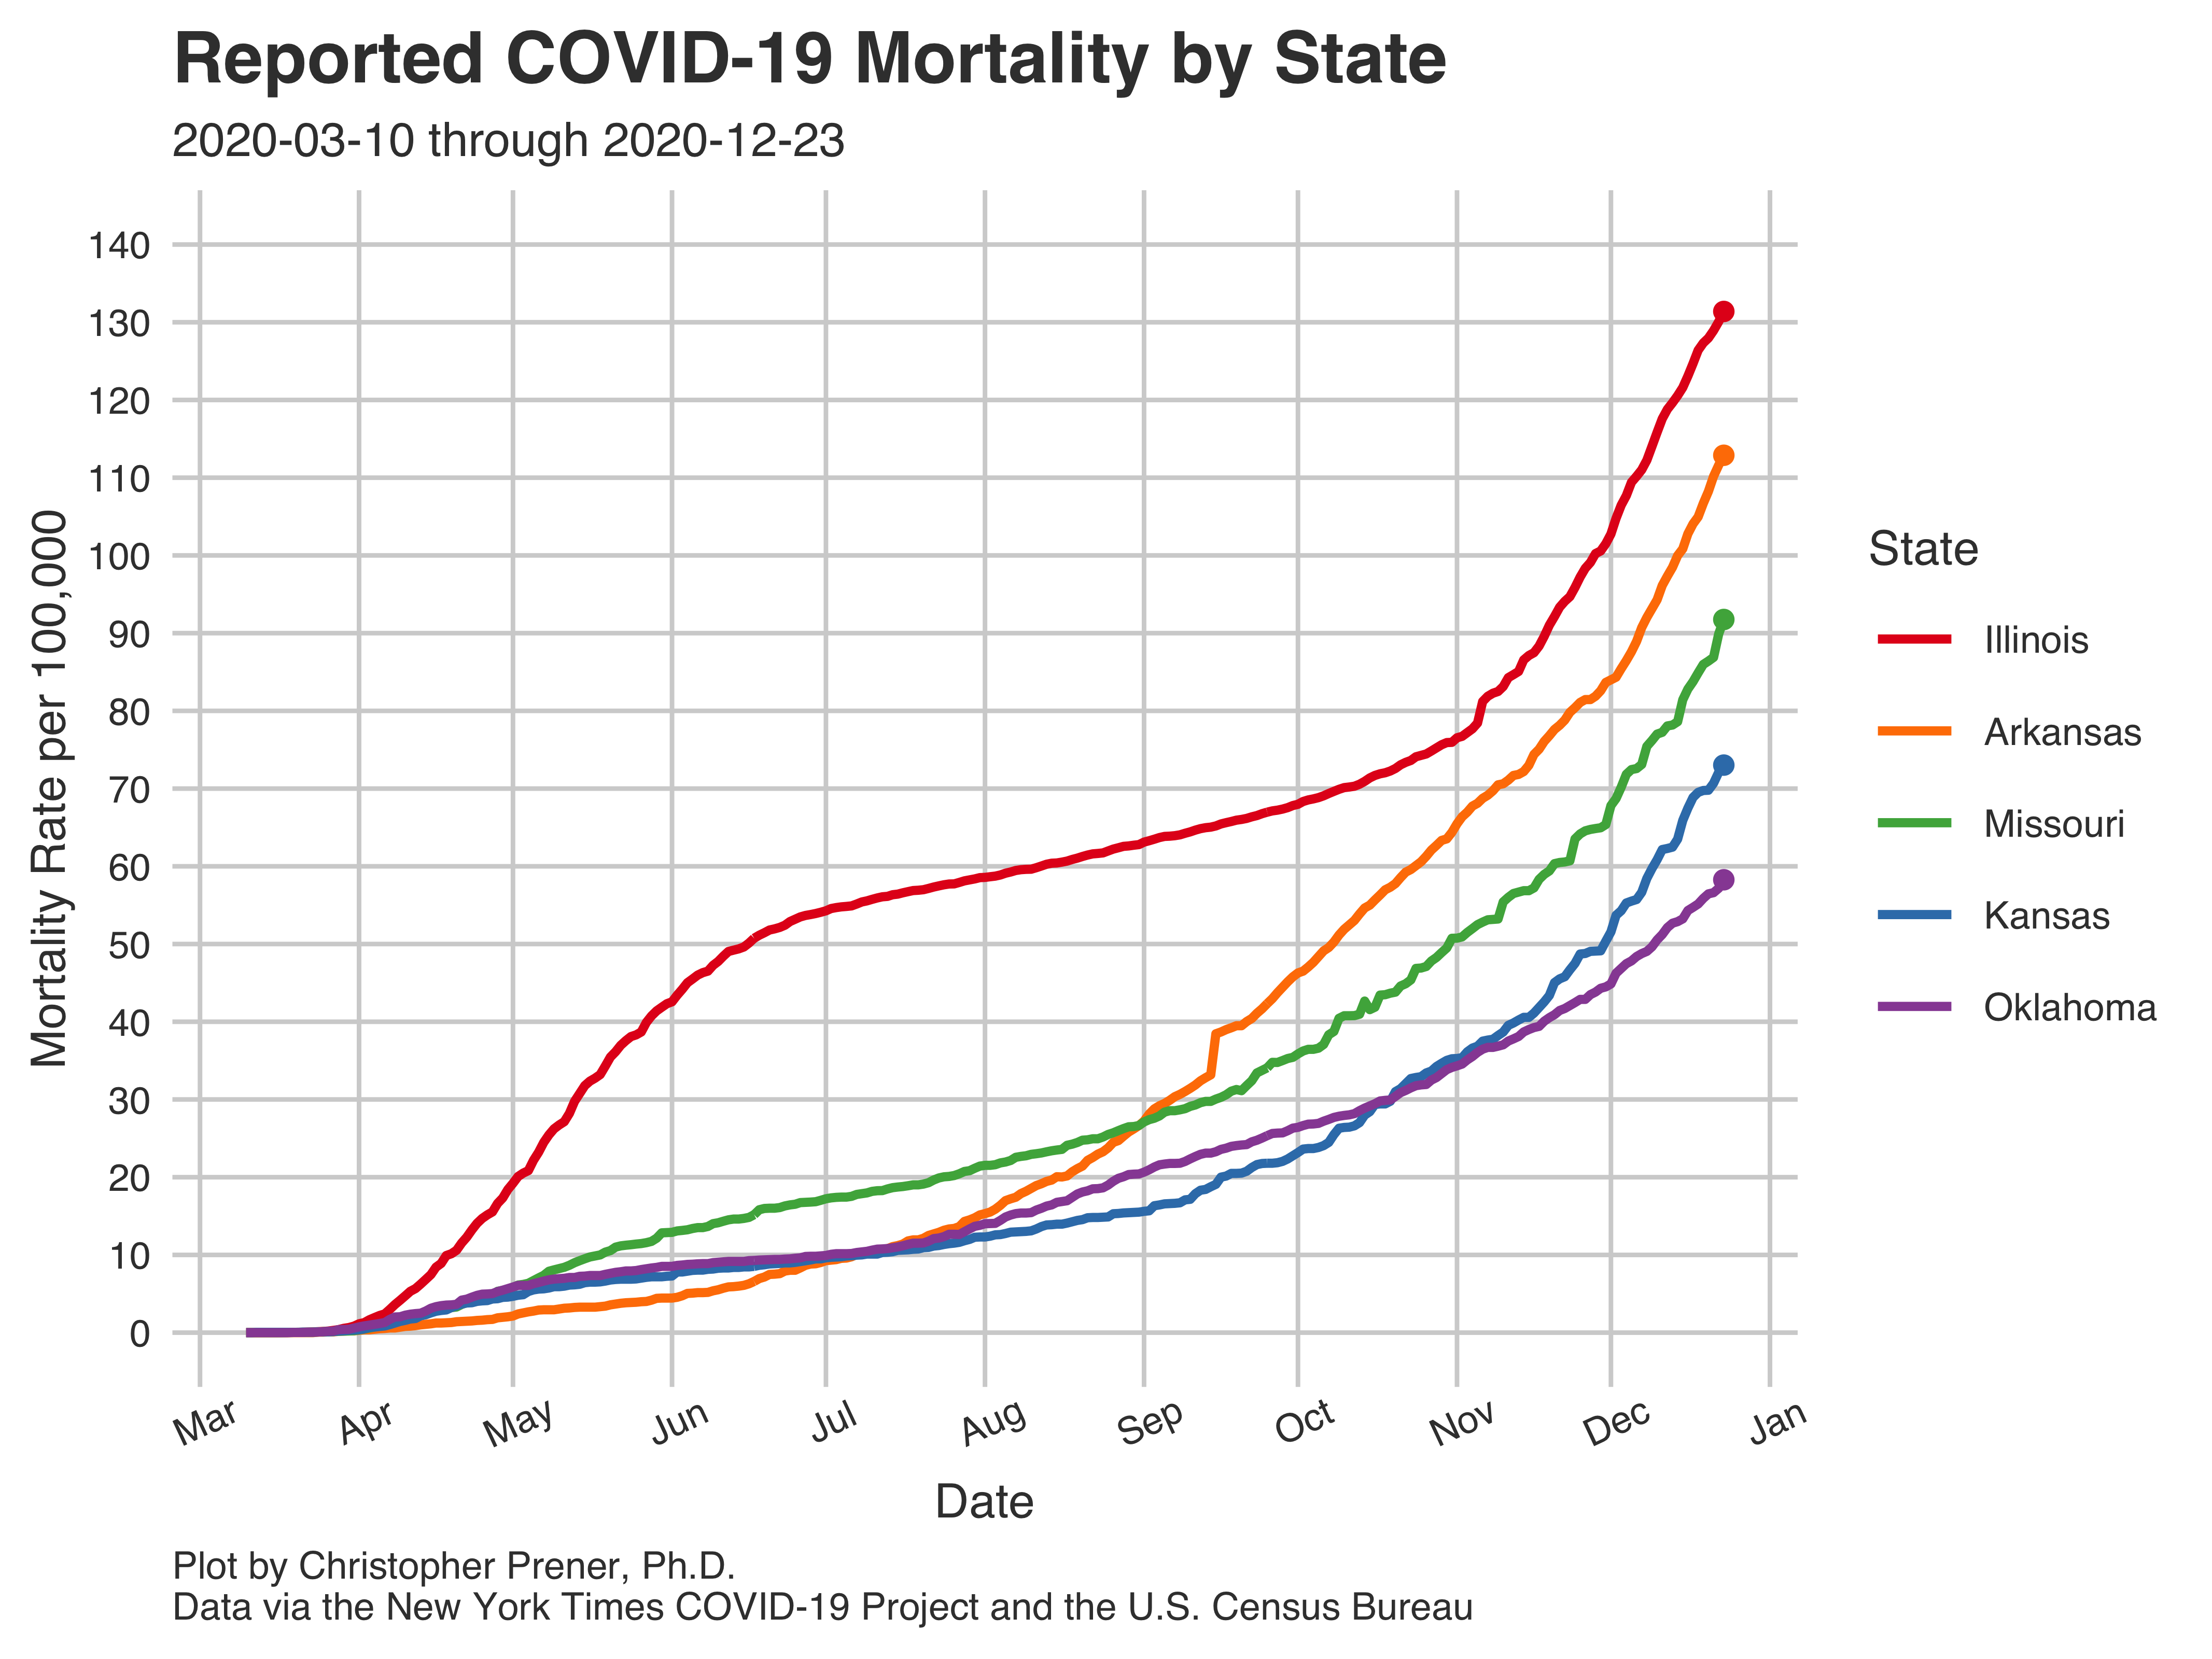 Reported COVID-19 Mortality by State
2020-03-10 through 2020-12-23
140
130
120
110
100
90
80
70
60
50
40
30
20
10
0
Mortality Rate per 100,000
Mar
Apr
May
Jun
Jul
Aug
Sep
Oct
Nov
Dec
Jan
Date
State
Illinois
Arkansas
Missouri
Kansas
Oklahoma
Plot by Christopher Prener, Ph.D.
Data via the New York Times COVID-19 Project and the U.S. Census Bureau